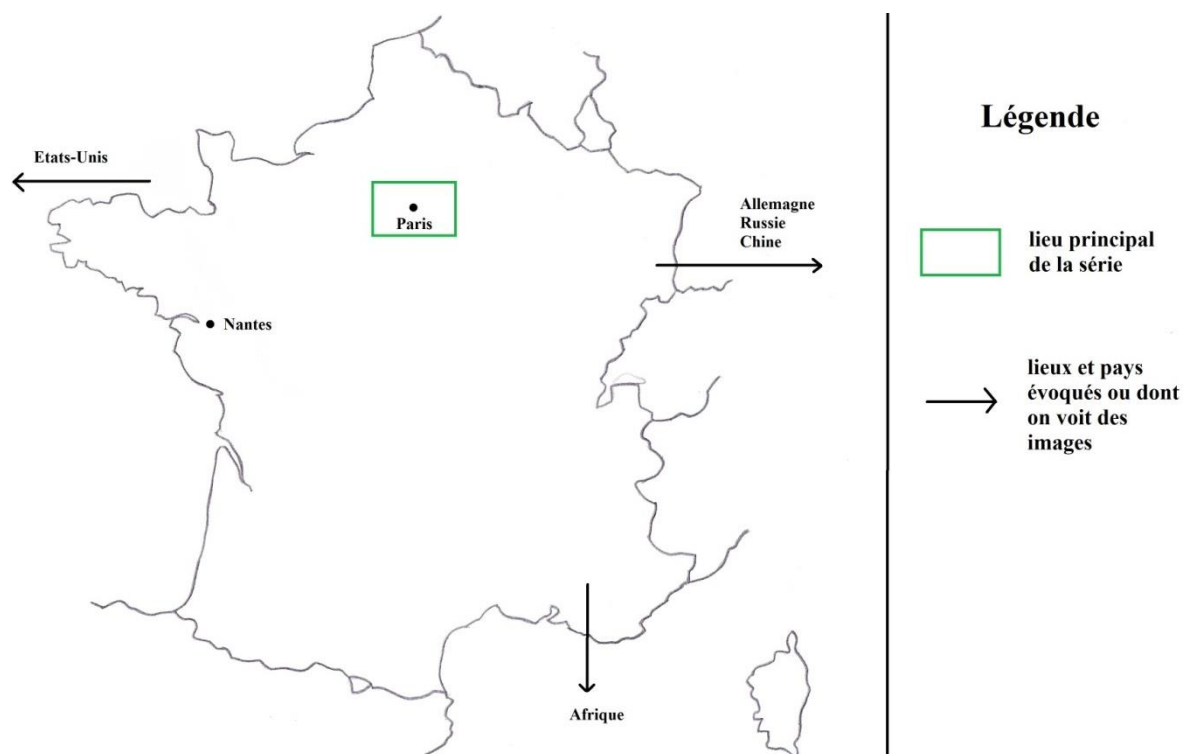 Etats-Unis
Paris
Nantes
Allemagne
Russie
Chine
Afrique
Légende
lieu principal
de la série
lieux et pays
évoqués ou dont
on voit des
images